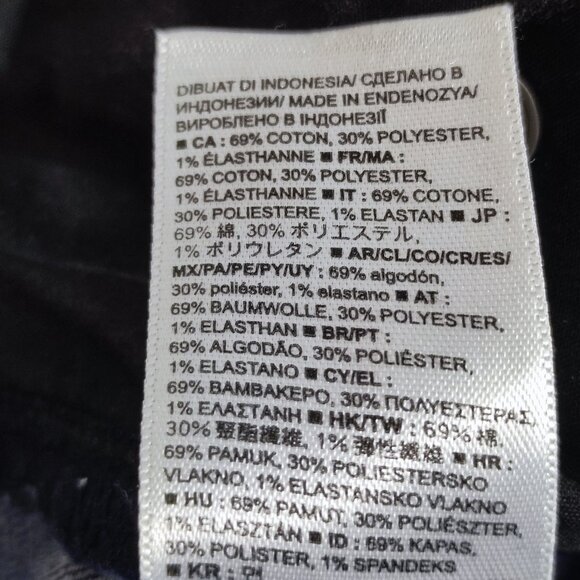 DIBUAT DI INDONESIA/ СДЕЛАНО В
ИНДОНЕЗИИ/ MADE IN ENDENOZYA/
ВИРОБЛЕНО В ІНДОНЕЗІЇ
■ CA : 69% COTON, 30% POLYESTER,
1% ÉLASTHANNE ■ FR/MA :
69% COTON, 30% POLYESTER,
1% ÉLASTHANNE ■ IT : 69% COTONE,
30% POLIESTERE, 1% ELASTAN ■ JP :
69% 綿, 30% ポリエステル,
1% ポリウレタン ■ AR/CL/CO/CR/ES/
MX/PA/PE/PY/UY : 69% algodón,
30% poliéster, 1% elastano ■ AT :
69% BAUMWOLLE, 30% POLYESTER,
1% ELASTHAN ■ BR/PT :
69% ALGODÃO, 30% POLIÉSTER,
1% ELASTANO ■ CY/EL :
69% ΒΑΜΒΑΚΕΡΟ, 30% ΠΟΛΥΕΣΤΕΡΑΣ,
1% ΕΛΑΣΤΑΝΗ ■ HK/TW : 69% 棉,
30% 聚酯纖維, 1% 彈性纖維 ■ HR :
69% PAMUK, 30% POLIESTERSKO
VLAKNO, 1% ELASTANSKO VLAKNO
■ HU : 69% PAMUT, 30% POLIÉSZTER,
1% ELASZTÁN ■ ID : 69% KAPAS,
30% POLISTER, 1% SPANDEKS
■ KR :